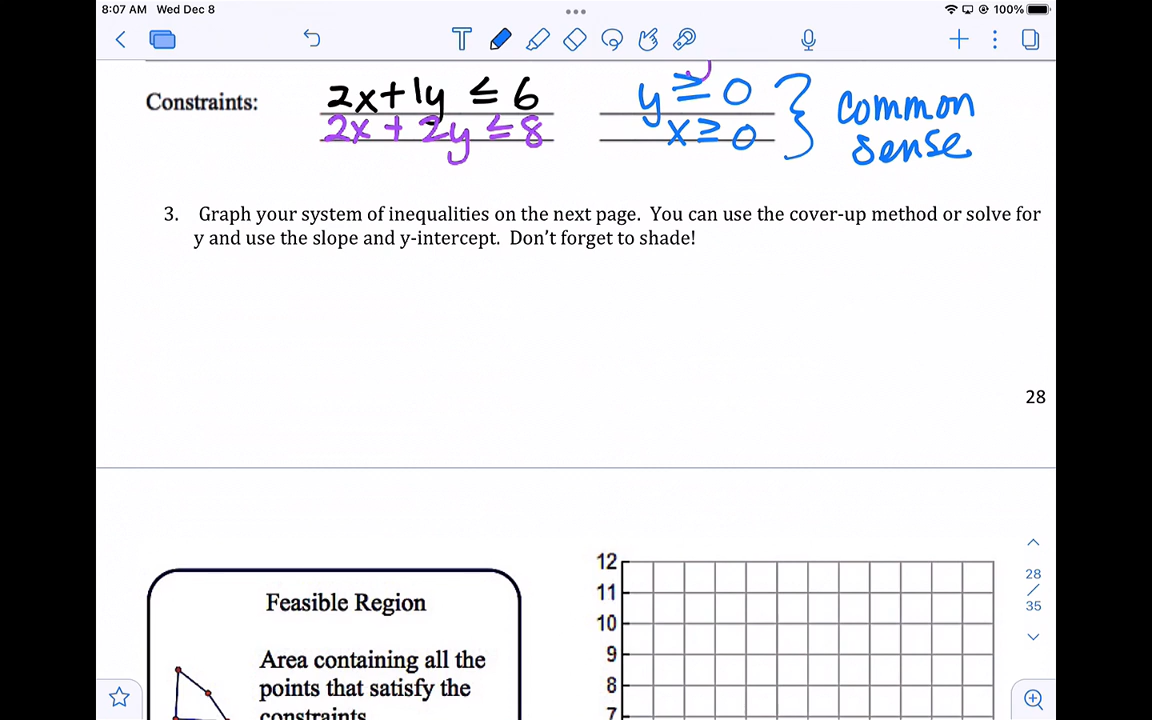 8:07 AM Wed Dec 8
100%
T
Constraints:
2x+1y ≤ 6
2x + 2y ≤ 8
y ≥ 0
x ≥ 0
common
sense
3. Graph your system of inequalities on the next page. You can use the cover-up method or solve for
y and use the slope and y-intercept. Don't forget to shade!
28
Feasible Region
Area containing all the
points that satisfy the
constraints
12
11
10
9
8
7
28
/
35